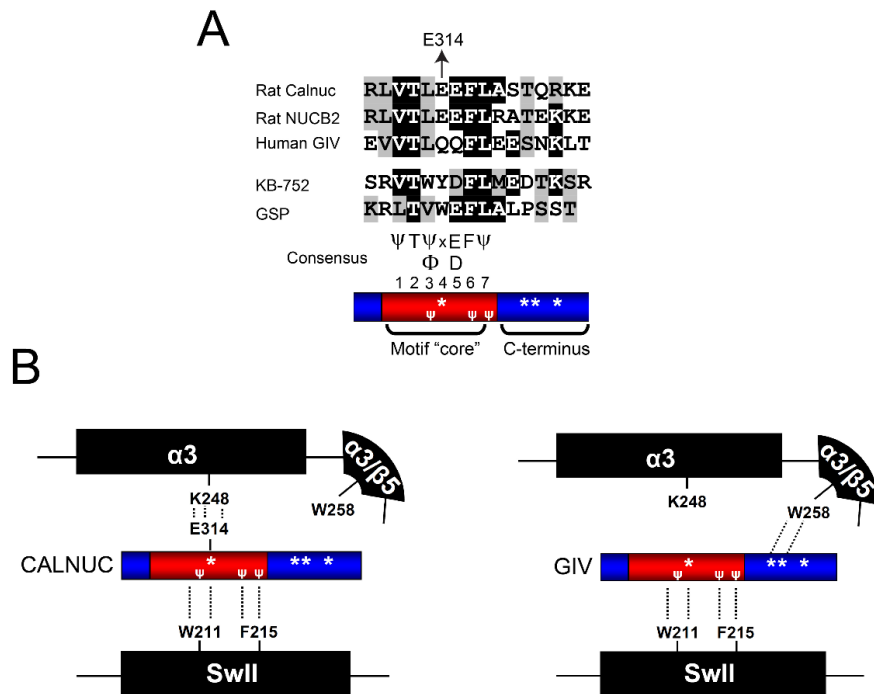 A
E314
Rat Calnuc RLVTLEEFLASTQRKE
Rat NUCB2 RLVTLEEFLRATEKKE
Human GIV EVVTLQQFLEESNKLT
KB-752 SRVTWYDFLMEDTKSR
GSP KRLTVWEFLALPSST
Consensus ΨTΨxEFΨ
Φ D
1 2 3 4 5 6 7
* ** *
Ψ Ψ Ψ
Motif “core” C-terminus
B
α3 α3/β5
K248
W258
E314
CALNUC * ** *
Ψ Ψ Ψ
W211 F215
SwII
α3 α3/β5
K248
W258
GIV * ** *
Ψ Ψ Ψ
W211 F215
SwII